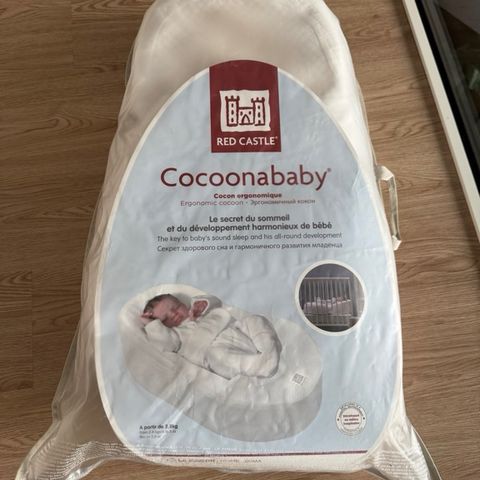 RED CASTLE®
Cocoonababy®
Cocon ergonomique
Ergonomic cocoon - Эргономичный кокон
Le secret du sommeil
et du développement harmonieux de bébé
The key to baby's sound sleep and his all-round development
Секрет здорового сна и гармоничного развития младенца
A partir de 2.8kg